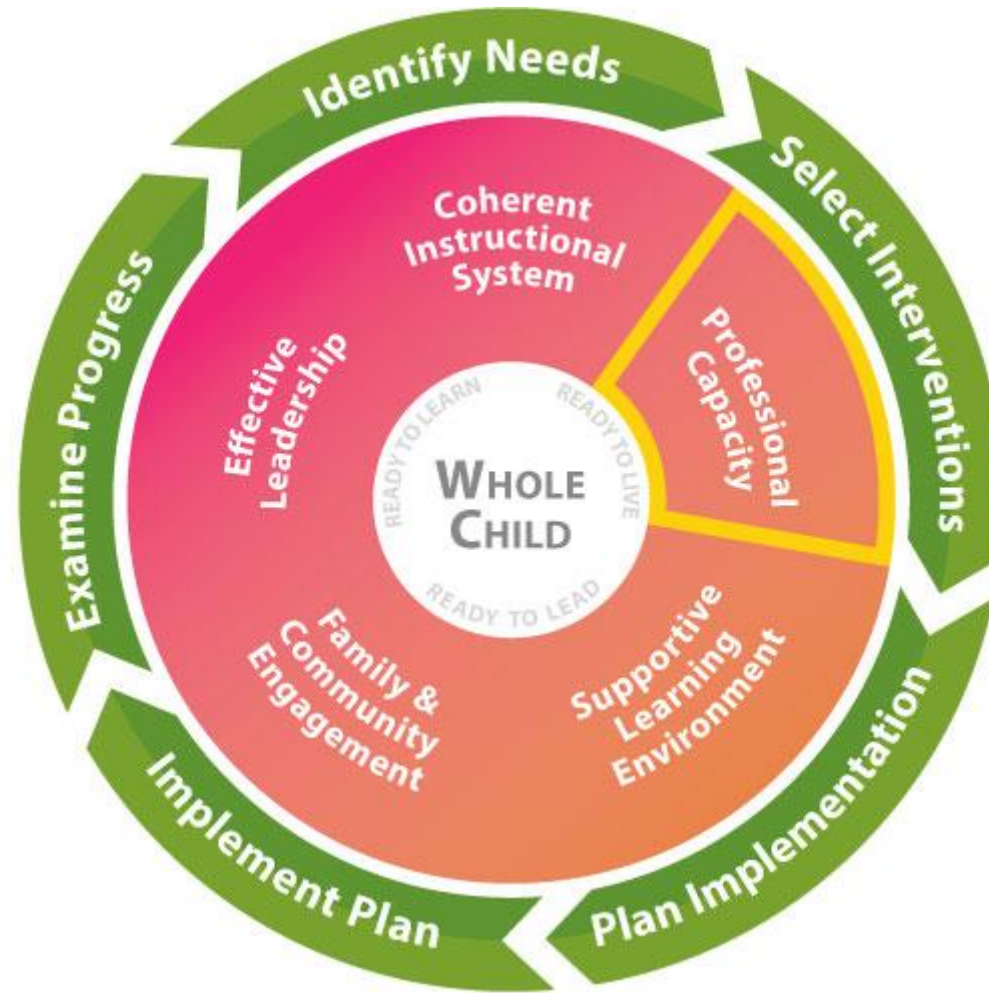 Identify Needs
Select Interventions
Plan Implementation
Implement Plan
Examine Progress
Coherent
Instructional
System
Professional
Capacity
Supportive
Learning
Environment
Family &
Community
Engagement
Effective
Leadership
READY TO LEARN
READY TO LIVE
READY TO LEAD
WHOLE
CHILD